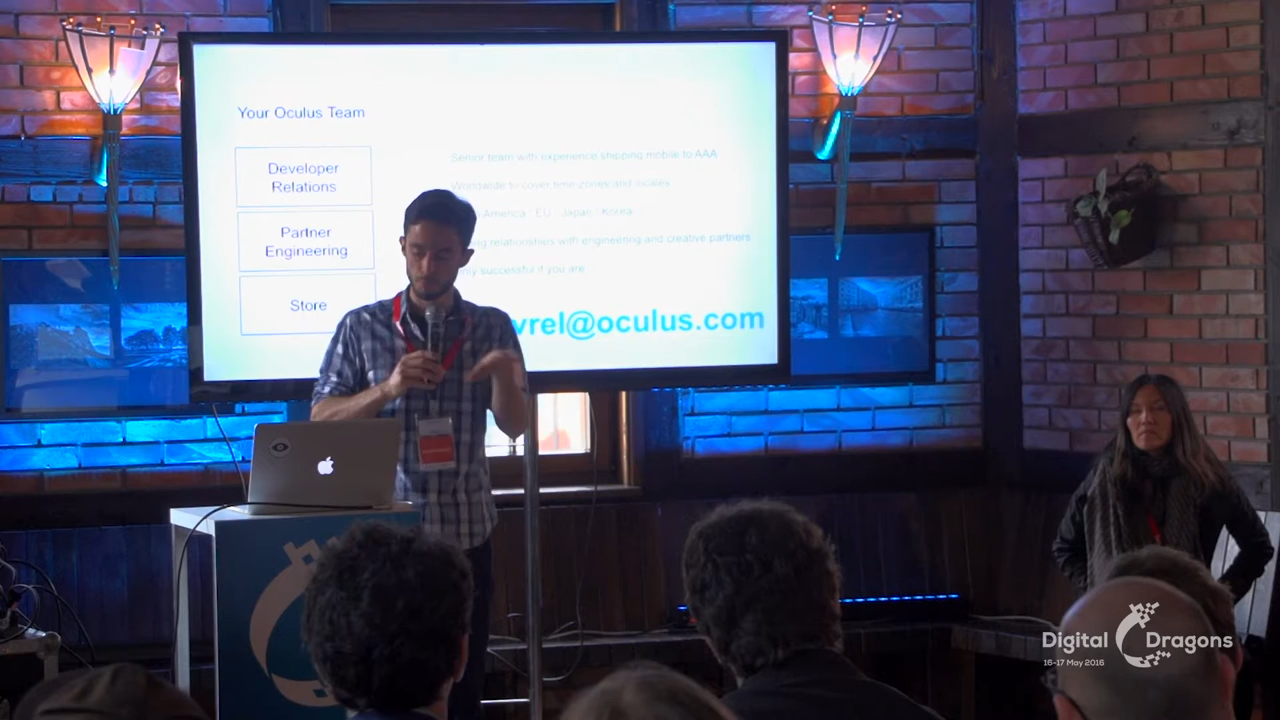 Your Oculus Team
Developer
Relations
Partner
Engineering
Store
Senior team with experience shipping mobile to AAA
Worldwide to cover time-zones and locales
America : EU : Japan : Korea
relationships with engineering and creative partners
successful if you are
vrel@oculus.com
Digital Dragons
16-17 May 2016